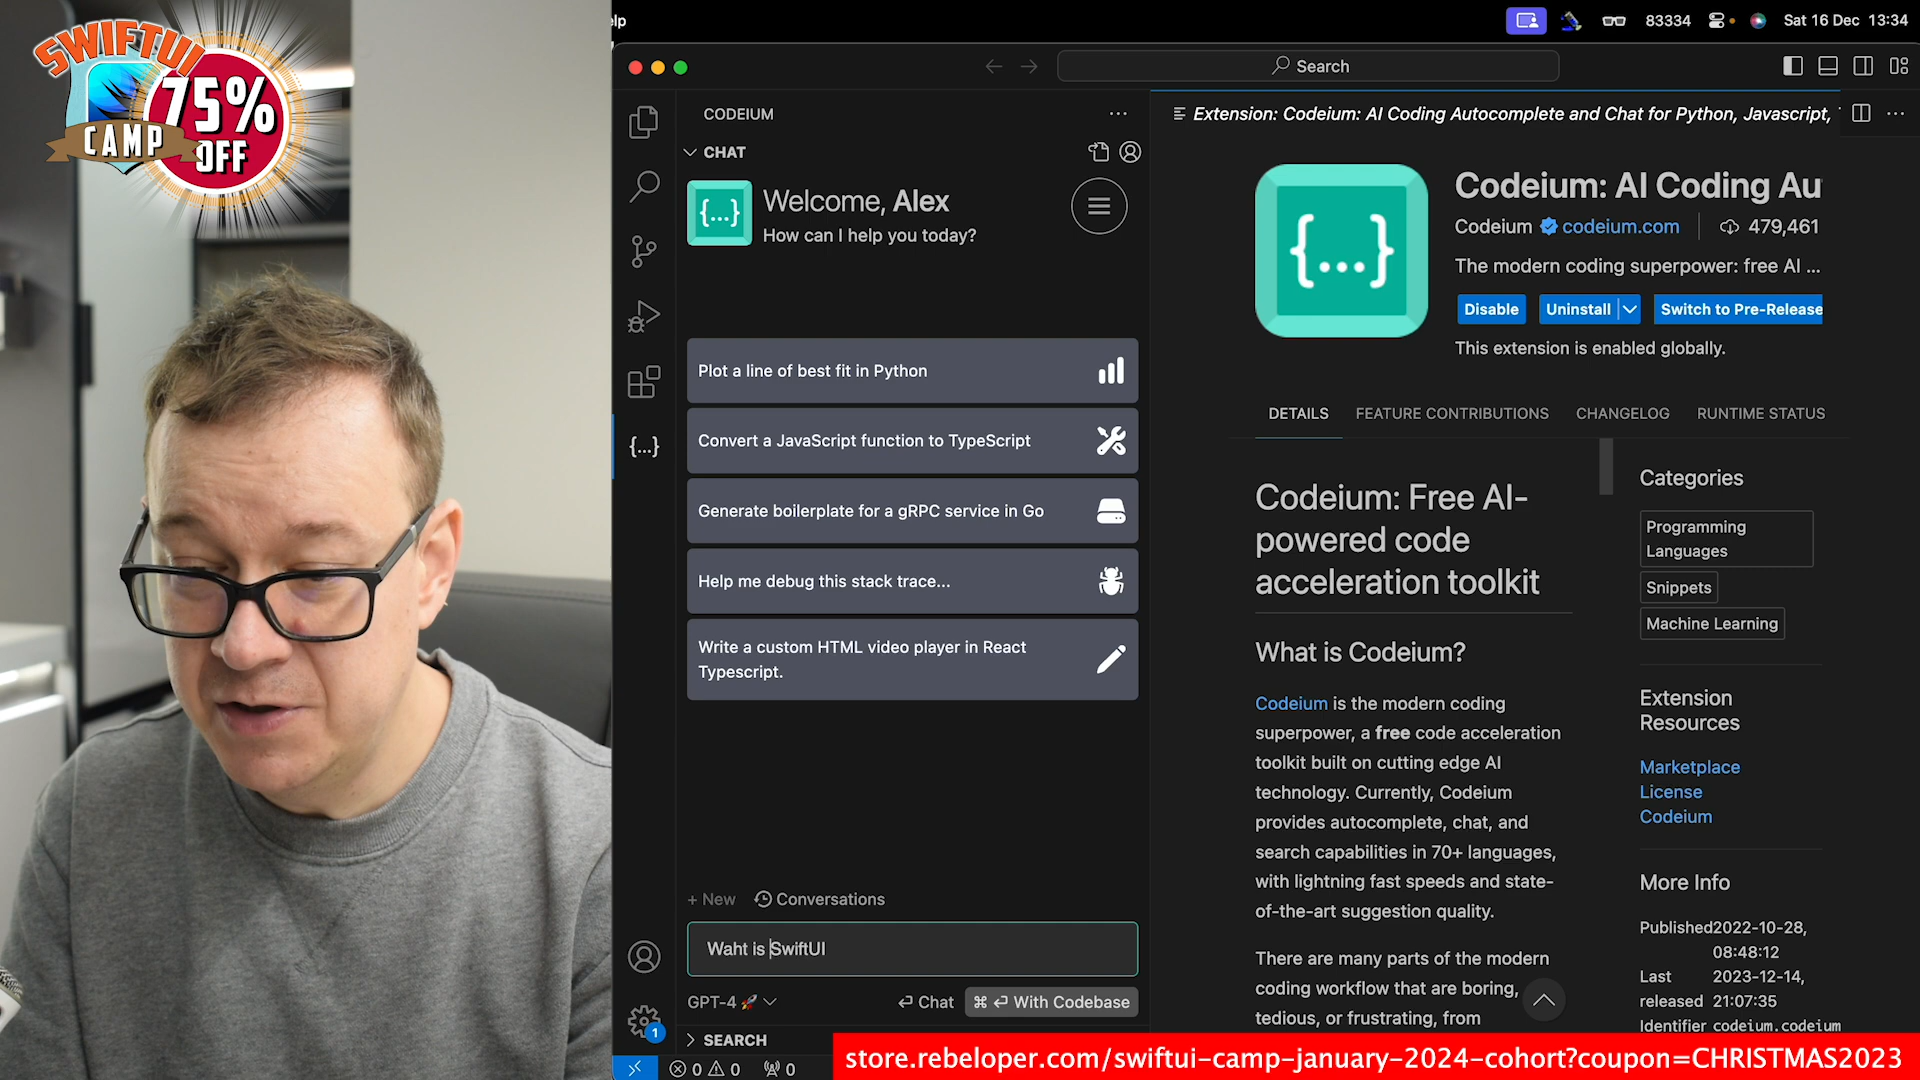 SWIFTUI
CAMP
75%
OFF
elp
83334
Sat 16 Dec 13:34
Search
CODEIUM
CHAT
Welcome, Alex
How can I help you today?
Plot a line of best fit in Python
Convert a JavaScript function to TypeScript
Generate boilerplate for a gRPC service in Go
Help me debug this stack trace...
Write a custom HTML video player in React
Typescript.
+ New
Conversations
Waht is SwiftUI
GPT-4 🚀
⏎ Chat
⌘ ⏎ With Codebase
SEARCH
1
0 0 0
Extension: Codeium: AI Coding Autocomplete and Chat for Python, Javascript,
{...}
Codeium: AI Coding Au
Codeium codeium.com 479,461
The modern coding superpower: free AI ...
Disable
Uninstall
Switch to Pre-Release
This extension is enabled globally.
DETAILS FEATURE CONTRIBUTIONS CHANGELOG RUNTIME STATUS
Codeium: Free AI-
powered code
acceleration toolkit
What is Codeium?
Codeium is the modern coding
superpower, a free code acceleration
toolkit built on cutting edge AI
technology. Currently, Codeium
provides autocomplete, chat, and
search capabilities in 70+ languages,
with lightning fast speeds and state-
of-the-art suggestion quality.
There are many parts of the modern
coding workflow that are boring,
tedious, or frustrating, from
Categories
Programming
Languages
Snippets
Machine Learning
Extension
Resources
Marketplace
License
Codeium
More Info
Published 2022-10-28,
08:48:12
Last 2023-12-14,
released 21:07:35
Identifier codeium.codeium
store.rebeloper.com/swiftui-camp-january-2024-cohort?coupon=CHRISTMAS2023